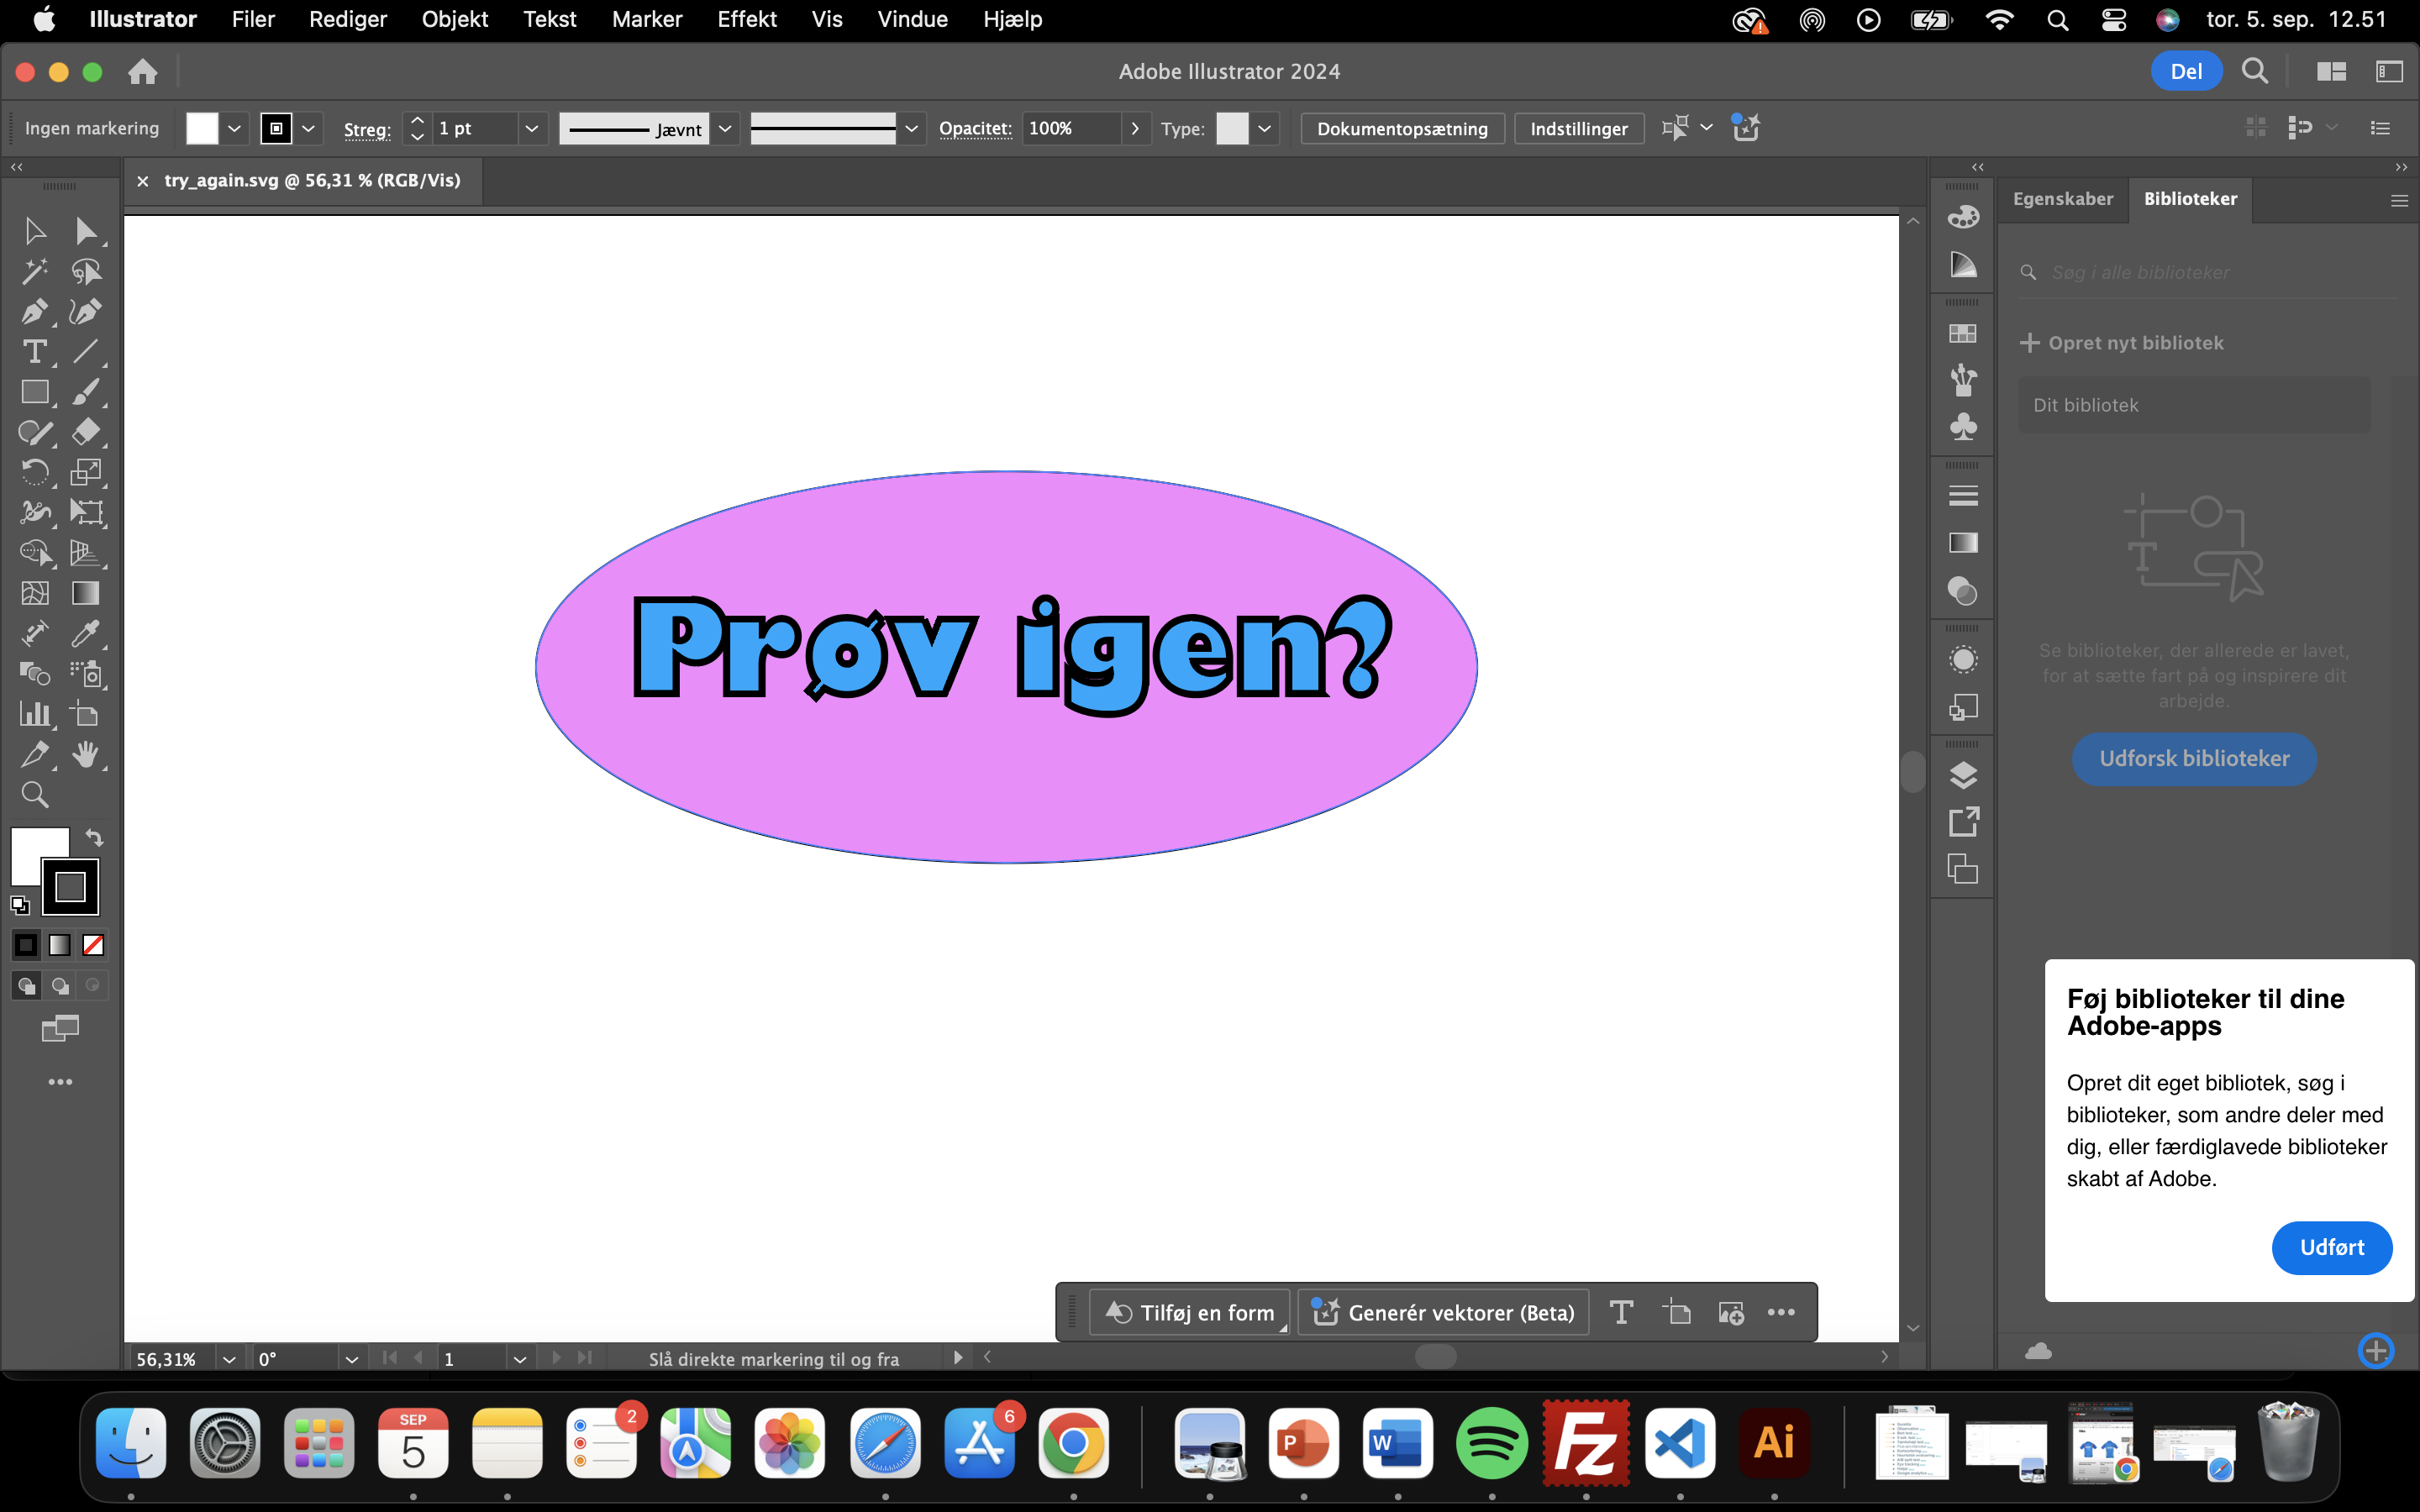 Illustrator Filer Rediger Objekt Tekst Marker Effekt Vis Vindue Hjælp tor. 5. sep. 12.51
Adobe Illustrator 2024 Del
Ingen markering Streg: 1 pt Jævnt Opacitet: 100% Type: Dokumentopsætning Indstillinger
try_again.svg @ 56,31 % (RGB/Vis)
Egenskaber Biblioteker
Søg i alle biblioteker
Opret nyt bibliotek
Dit bibliotek
Prøv igen?
Se biblioteker, der allerede er lavet,
for at sætte fart på og inspirere dit
arbejde.
Udforsk biblioteker
Føj biblioteker til dine
Adobe-apps
Opret dit eget bibliotek, søg i
biblioteker, som andre deler med
dig, eller færdiglavede biblioteker
skabt af Adobe.
Udført
Tilføj en form Generér vektorer (Beta)
56,31% 0° 1 Slå direkte markering til og fra
SEP
5
2
6
P
W
Fz
Ai